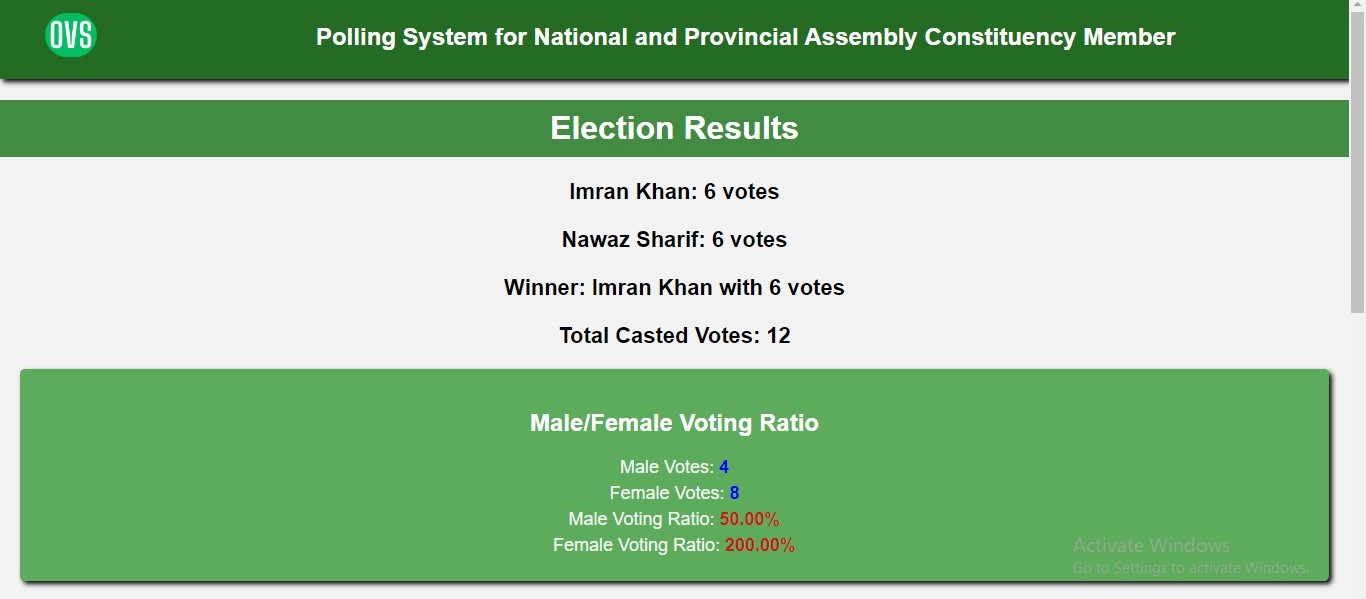 OVS
Polling System for National and Provincial Assembly Constituency Member
Election Results
Imran Khan: 6 votes
Nawaz Sharif: 6 votes
Winner: Imran Khan with 6 votes
Total Casted Votes: 12
Male/Female Voting Ratio
Male Votes: 4
Female Votes: 8
Male Voting Ratio: 50.00%
Female Voting Ratio: 200.00%
Activate Windows
Go to Settings to activate Windows.